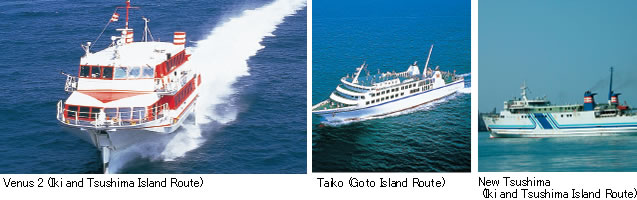 Venus 2 (Iki and Tsushima Island Route)
Taiko (Goto Island Route)
New Tsushima
(Iki and Tsushima Island Route)